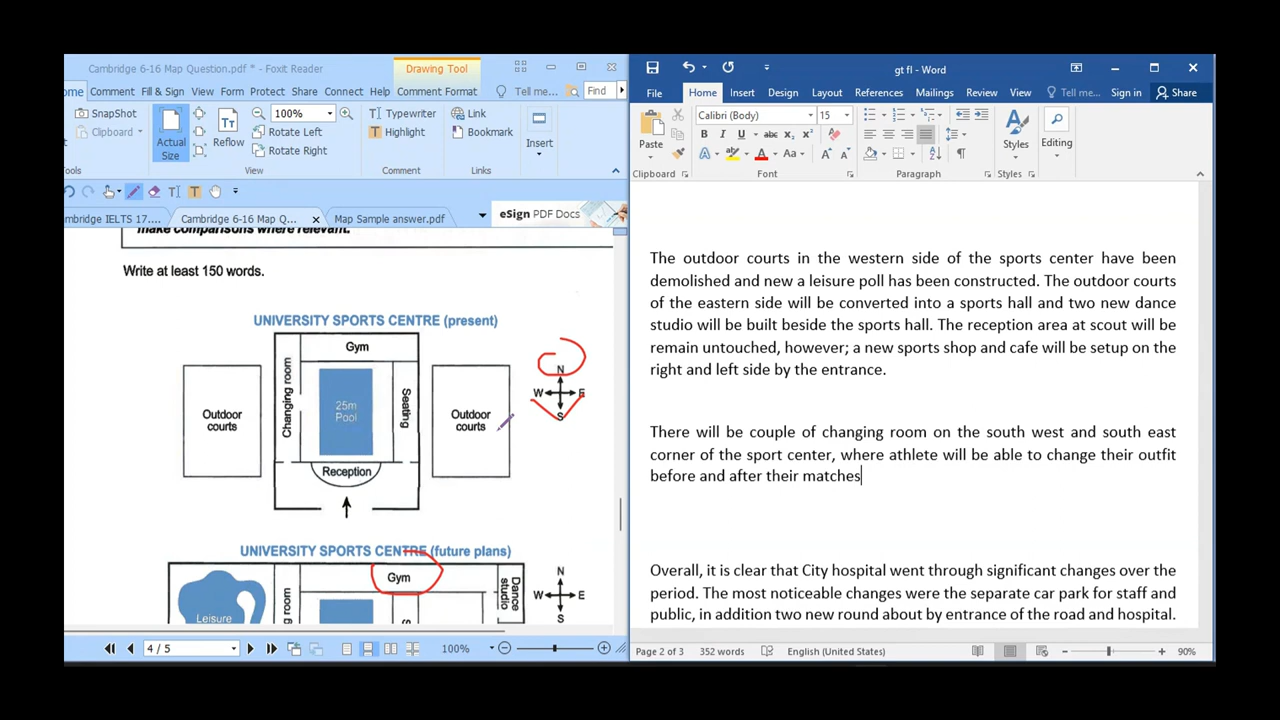 Cambridge 6-16 Map Question.pdf * - Foxit Reader
Drawing Tool
ome Comment Fill & Sign View Form Protect Share Connect Help Comment Format Tell me... Find
SnapShot
Clipboard
Actual Size
Reflow
100%
Rotate Left
Rotate Right
Typewriter
Highlight
Link
Bookmark
Insert
Tools View Comment Links
ambridge IELTS 17....
Cambridge 6-16 Map Q...
Map Sample answer.pdf
eSign PDF Docs
make comparisons where relevant.
Write at least 150 words.
UNIVERSITY SPORTS CENTRE (present)
Gym
Changing room
25m
Pool
Seating
Outdoor
courts
Outdoor
courts
Reception
N
W E
S
UNIVERSITY SPORTS CENTRE (future plans)
Gym
Dance
studio
Leisure
N
W E
S
4 / 5
100%
gt fl - Word
File Home Insert Design Layout References Mailings Review View Tell me... Sign in Share
Paste
Calibri (Body) 15
B I U abc x₂ x²
Styles
Editing
Clipboard Font Paragraph Styles
The outdoor courts in the western side of the sports center have been
demolished and new a leisure poll has been constructed. The outdoor courts
of the eastern side will be converted into a sports hall and two new dance
studio will be built beside the sports hall. The reception area at scout will be
remain untouched, however; a new sports shop and cafe will be setup on the
right and left side by the entrance.
There will be couple of changing room on the south west and south east
corner of the sport center, where athlete will be able to change their outfit
before and after their matches
Overall, it is clear that City hospital went through significant changes over the
period. The most noticeable changes were the separate car park for staff and
public, in addition two new round about by entrance of the road and hospital.
Page 2 of 3 352 words English (United States) 90%